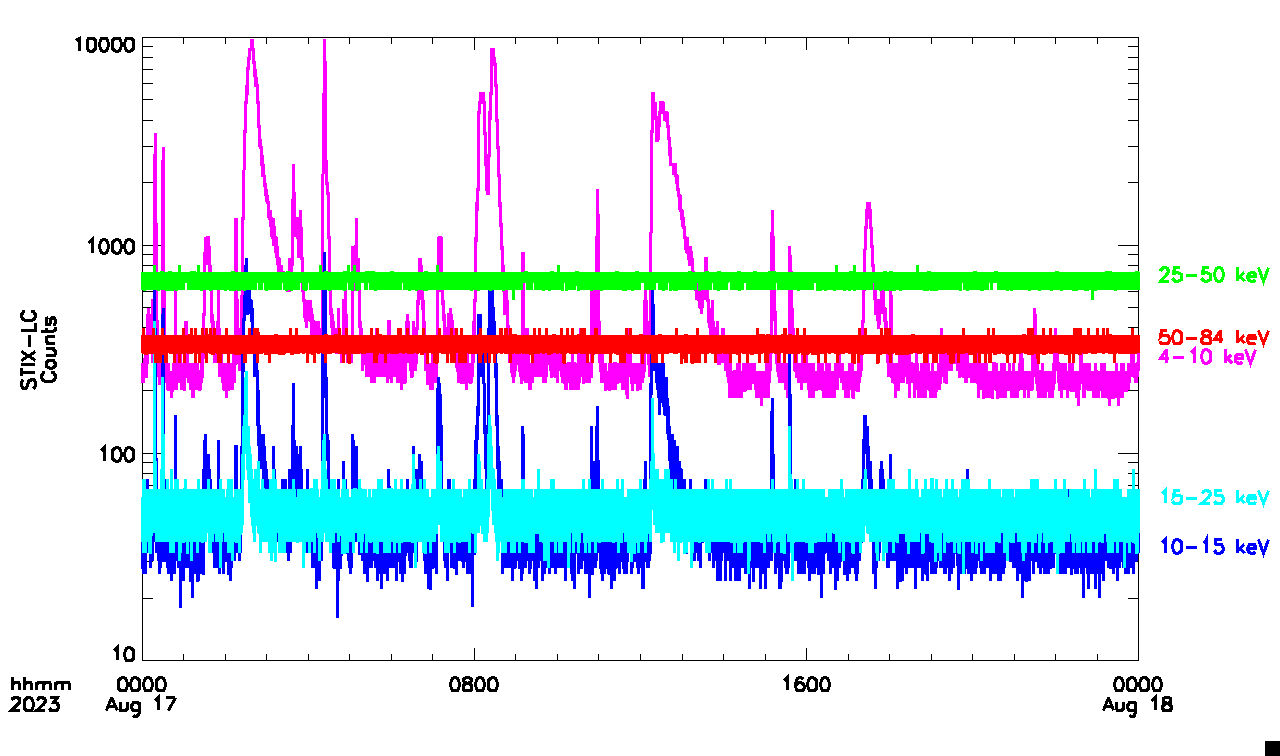 10000
1000
100
10
STIX-LC
Counts
25-50 keV
50-84 keV
4-10 keV
15-25 keV
10-15 keV
hhmm 0000 0800 1600 0000
2023 Aug 17 Aug 18